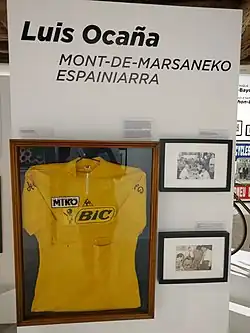 Luis Ocaña
MONT-DE-MARSANEKO
ESPAINIARRA
MIKO
BIC